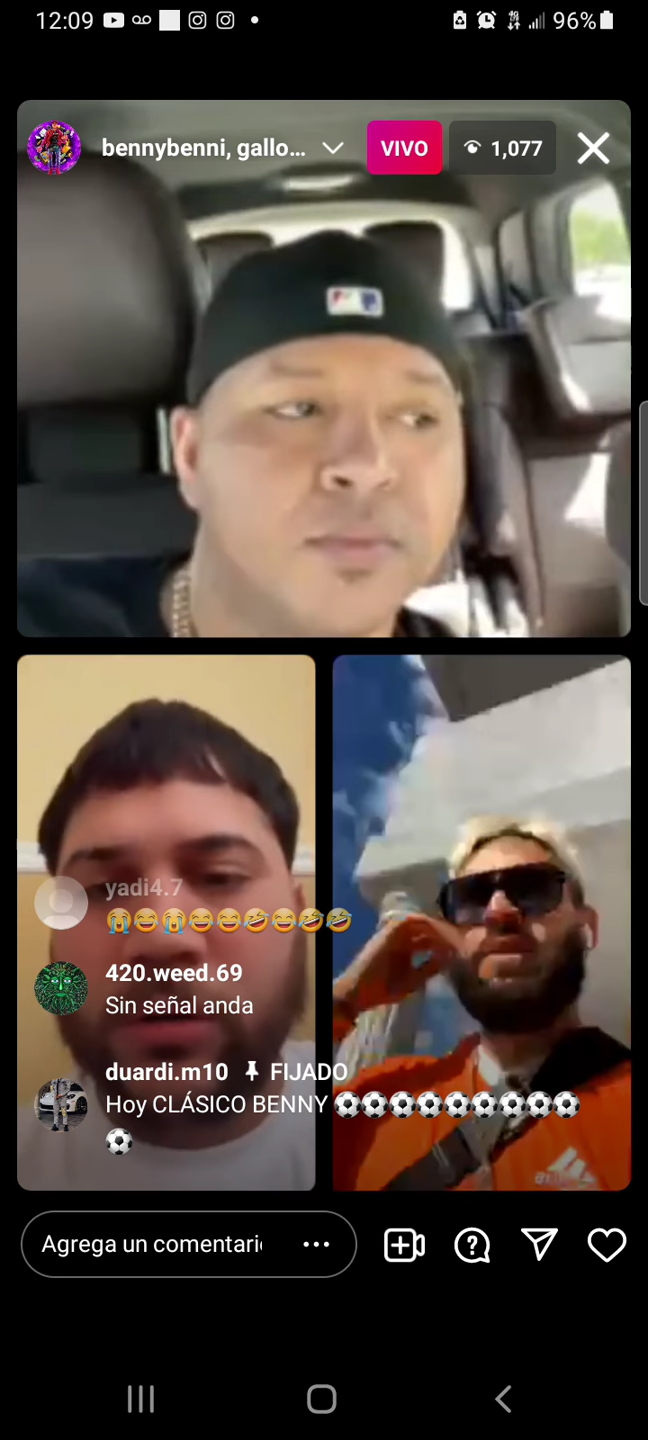 12:09
96%
bennybenni, gallo...
VIVO
1,077
yadi4.7
😭😂😭😂😂🤣😂🤣🤣
420.weed.69
Sin señal anda
duardi.m10 📌 FIJADO
Hoy CLÁSICO BENNY ⚽⚽⚽⚽⚽⚽⚽⚽⚽
⚽
Agrega un comentari